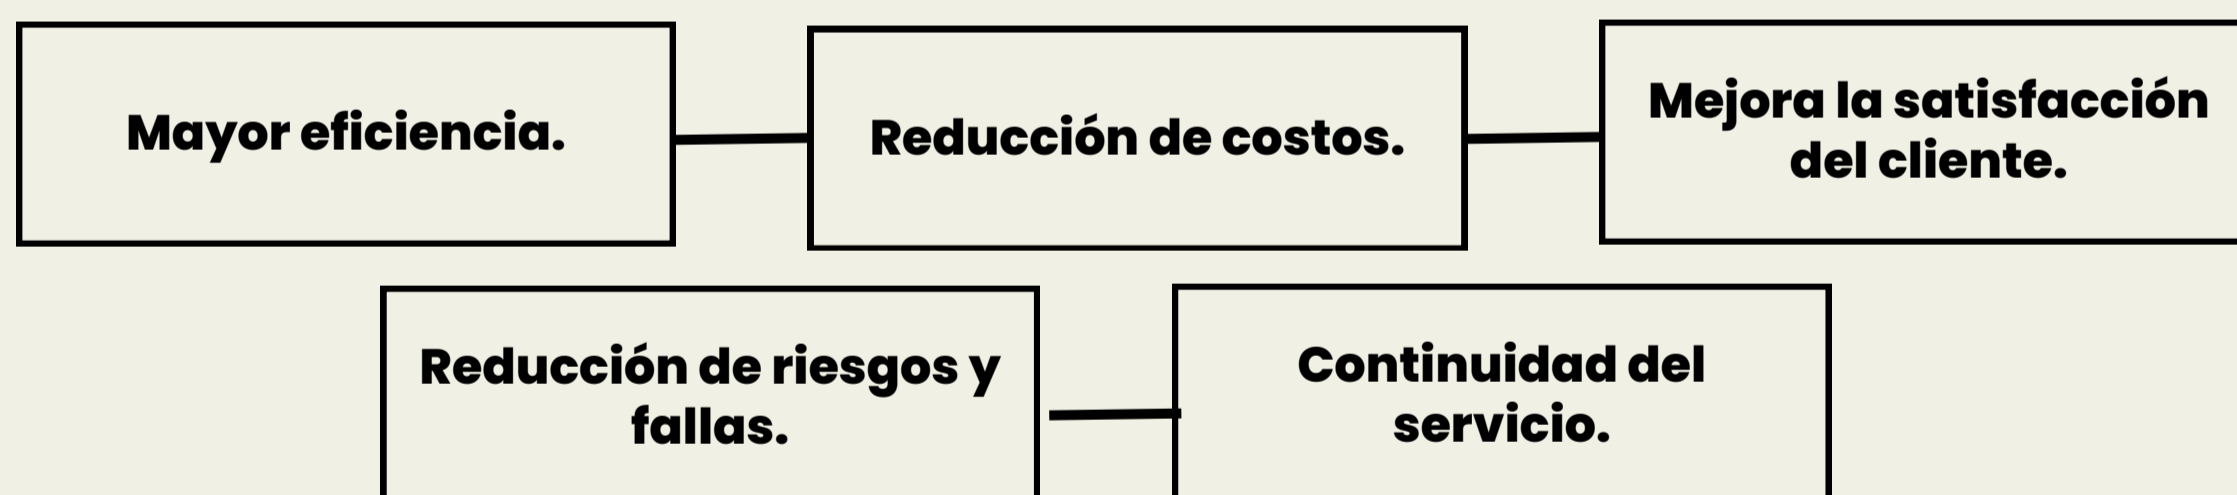 Mayor eficiencia.
Reducción de costos.
Mejora la satisfacción
del cliente.
Reducción de riesgos y
fallas.
Continuidad del
servicio.